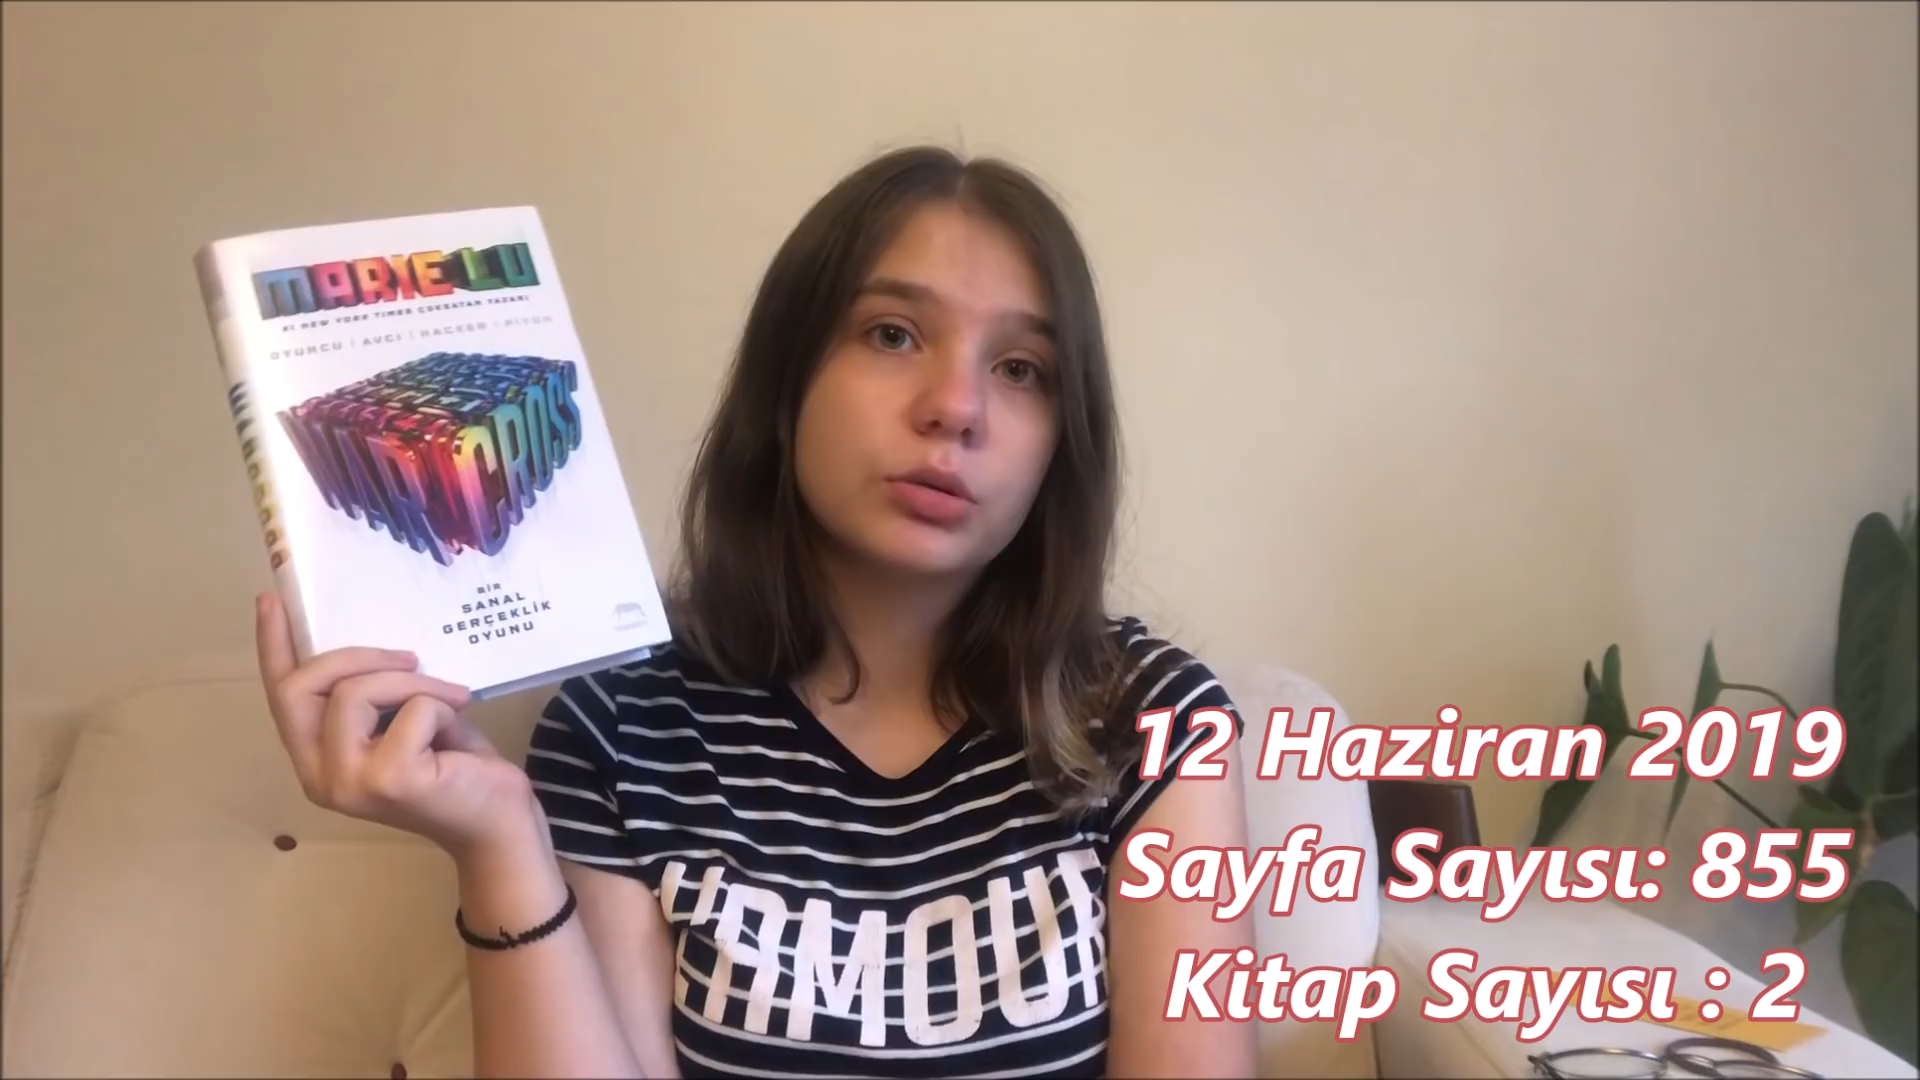 MARIE LU
#1 NEW YORK TIMES ÇOKSATAN YAZARI
OYUNCU | AVCI | HACKER | PİYON
WARCROSS
BİR
SANAL
GERÇEKLİK
OYUNU
WARCROSS
L'AMOUR
12 Haziran 2019
Sayfa Sayısı: 855
Kitap Sayısı : 2